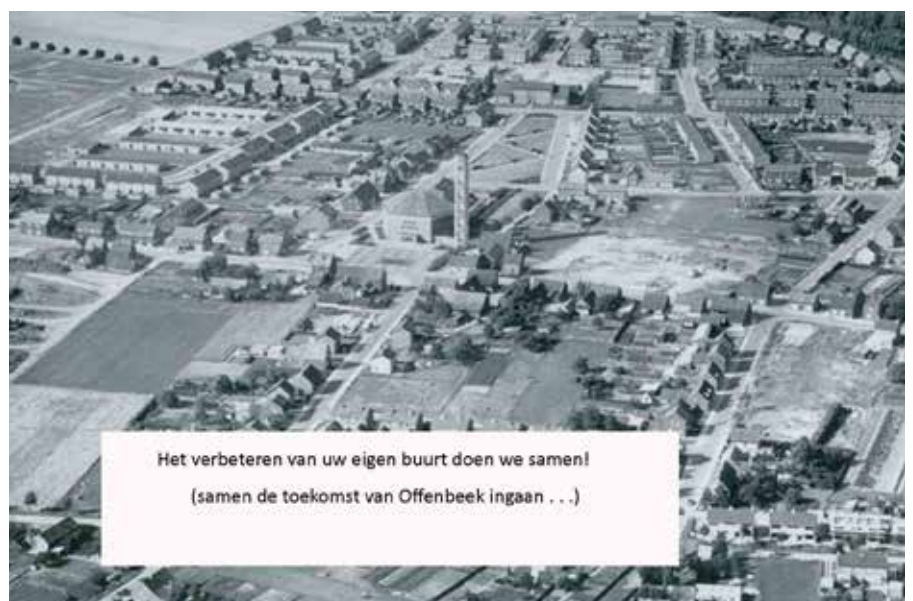 Het verbeteren van uw eigen buurt doen we samen!
(samen de toekomst van Offenbeek ingaan . . .)